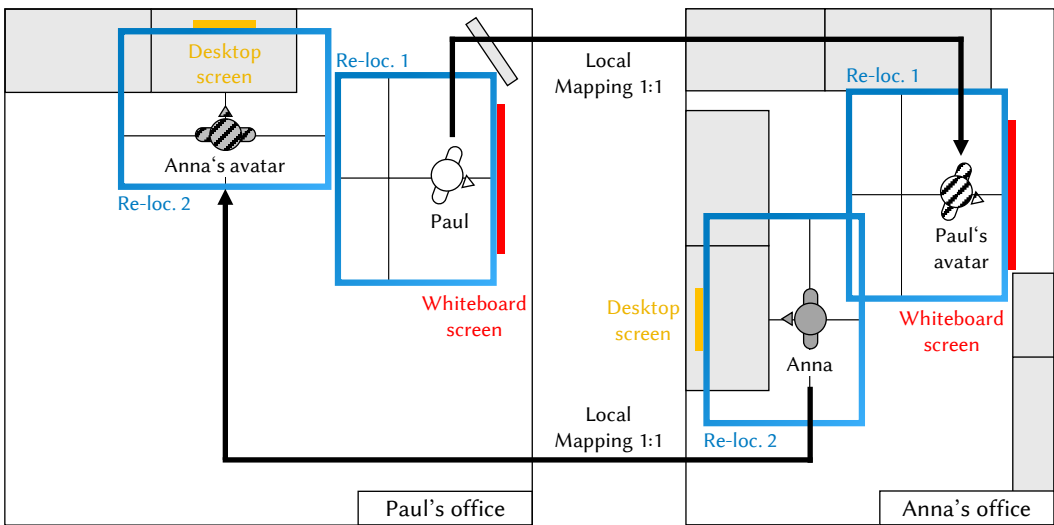 Desktop
screen
Re-loc. 1
Anna‘s avatar
Re-loc. 2
Paul
Whiteboard
screen
Local
Mapping 1:1
Local
Mapping 1:1
Paul's office
Re-loc. 1
Paul‘s
avatar
Desktop
screen
Whiteboard
screen
Anna
Re-loc. 2
Anna's office